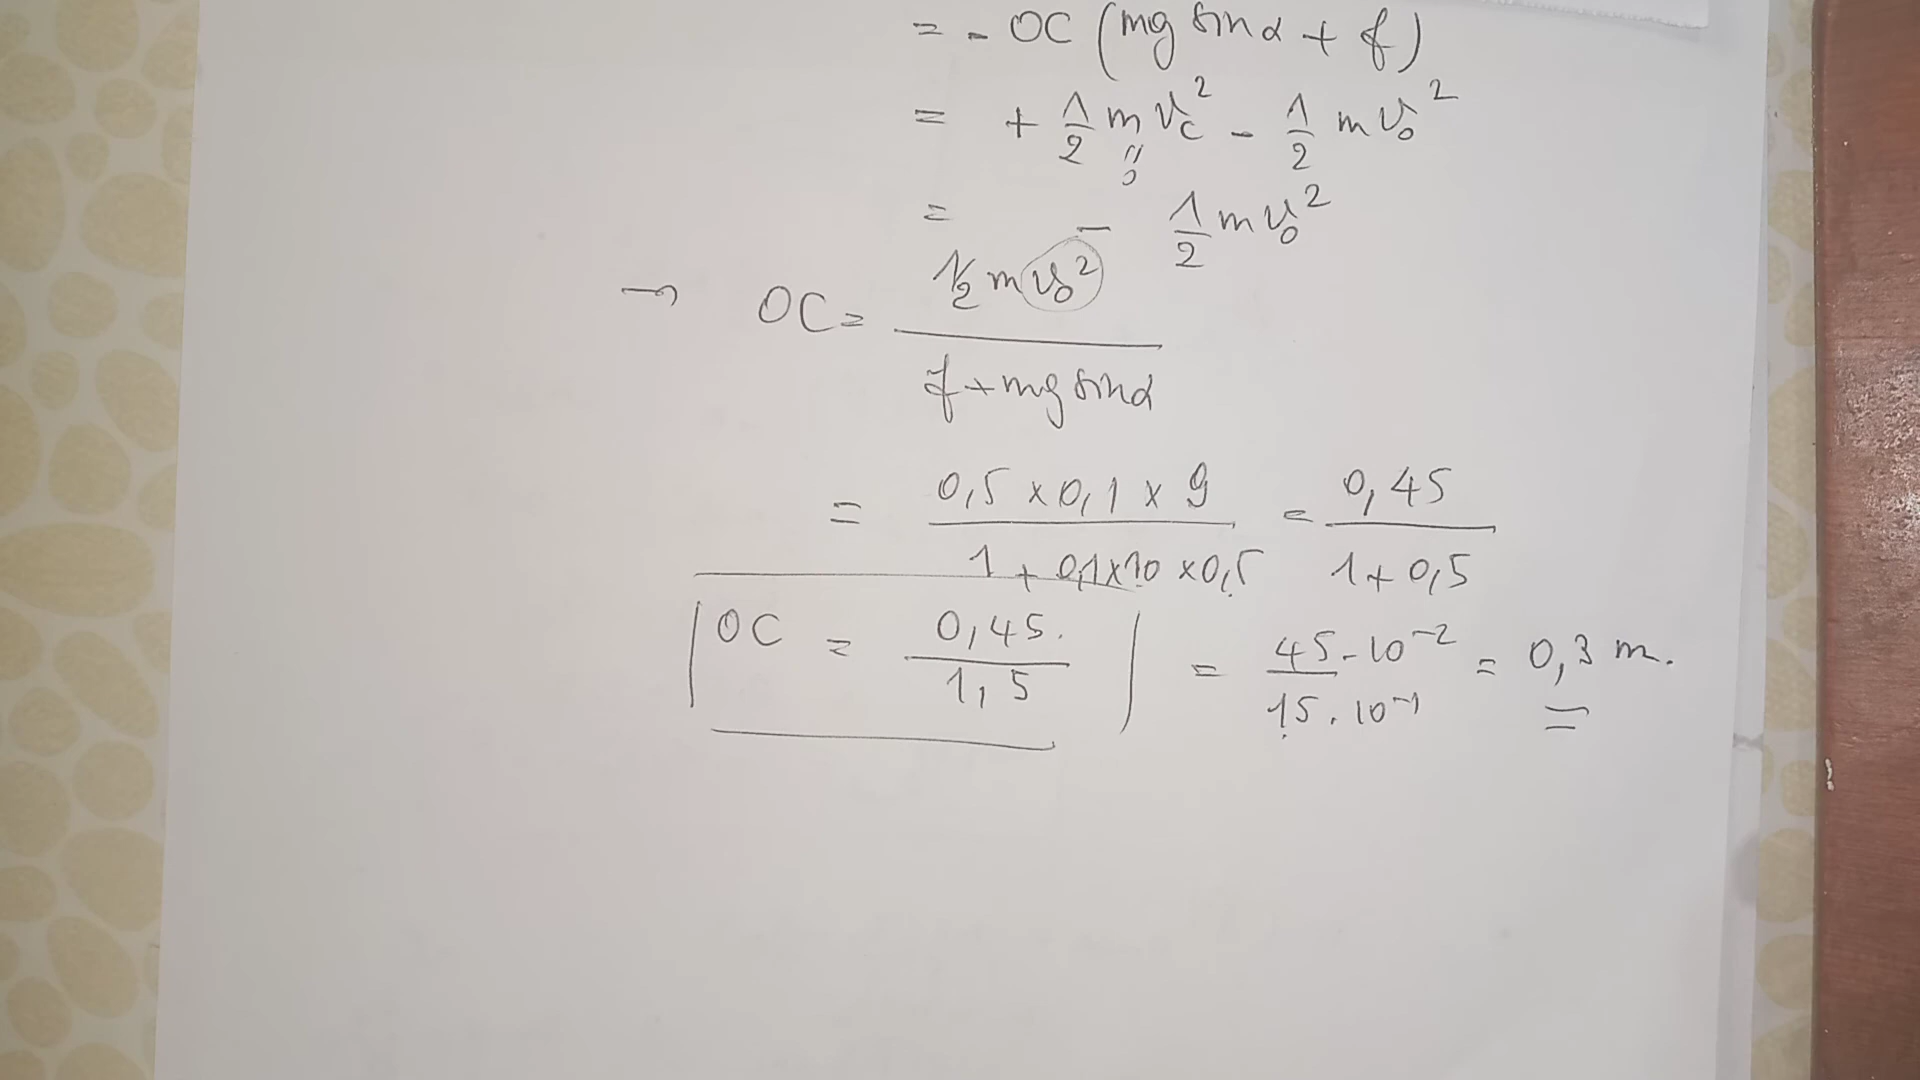 = - OC (mg sin α + f)
= + 1/2 m v_c² - 1/2 m v_0²
"
0
= - 1/2 m v_0²
→ OC = (1/2 m v_0²) / (f + mg sin α)
= (0,5 × 0,1 × 9) / (1 + 0,1 × 10 × 0,5) = 0,45 / (1 + 0,5)
OC = 0,45. / 1,5 = 45 . 10⁻² / 15 . 10⁻¹ = 0,3 m.